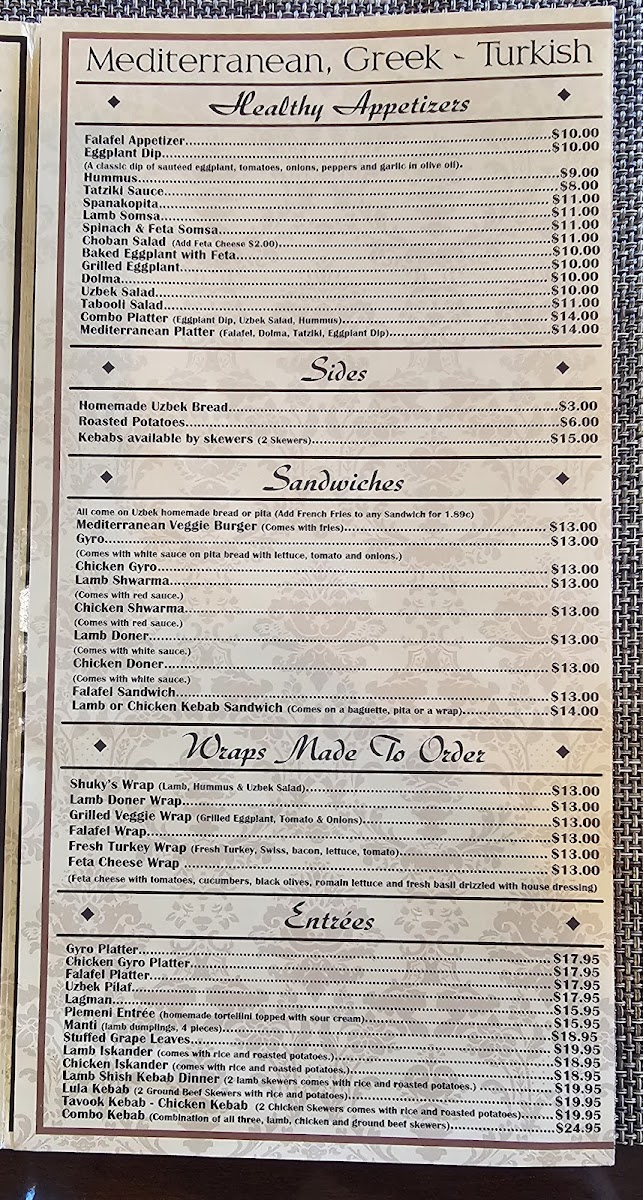 Mediterranean, Greek - Turkish
Healthy Appetizers
Falafel Appetizer...$10.00
Eggplant Dip...$10.00
(A classic dip of sauteed eggplant, tomatoes, onions, peppers and garlic in olive oil).
Hummus...$9.00
Tatziki Sauce...$8.00
Spanakopita...$11.00
Lamb Somsa...$11.00
Spinach & Feta Somsa...$11.00
Choban Salad (Add Feta Cheese $2.00)...$11.00
Baked Eggplant with Feta...$10.00
Grilled Eggplant...$10.00
Dolma...$10.00
Uzbek Salad...$10.00
Tabooli Salad...$11.00
Combo Platter (Eggplant Dip, Uzbek Salad, Hummus)...$14.00
Mediterranean Platter (Falafel, Dolma, Tatziki, Eggplant Dip)...$14.00
Sides
Homemade Uzbek Bread...$3.00
Roasted Potatoes...$6.00
Kebabs available by skewers (2 Skewers)...$15.00
Sandwiches
All come on Uzbek homemade bread or pita (Add French Fries to any Sandwich for 1.89c)
Mediterranean Veggie Burger (Comes with fries)...$13.00
Gyro...$13.00
(Comes with white sauce on pita bread with lettuce, tomato and onions.)
Chicken Gyro...$13.00
Lamb Shwarma...$13.00
(Comes with red sauce.)
Chicken Shwarma...$13.00
(Comes with red sauce.)
Lamb Doner...$13.00
(Comes with white sauce.)
Chicken Doner...$13.00
(Comes with white sauce.)
Falafel Sandwich...$13.00
Lamb or Chicken Kebab Sandwich (Comes on a baguette, pita or a wrap)...$14.00
Wraps Made To Order
Shuky's Wrap (Lamb, Hummus & Uzbek Salad)...$13.00
Lamb Doner Wrap...$13.00
Grilled Veggie Wrap (Grilled Eggplant, Tomato & Onions)...$13.00
Falafel Wrap...$13.00
Fresh Turkey Wrap (Fresh Turkey, Swiss, bacon, lettuce, tomato)...$13.00
Feta Cheese Wrap ...$13.00
(Feta cheese with tomatoes, cucumbers, black olives, romain lettuce and fresh basil drizzled with house dressing)
Entrées
Gyro Platter...$17.95
Chicken Gyro Platter...$17.95
Falafel Platter...$17.95
Uzbek Pilaf...$17.95
Lagman...$15.95
Plemeni Entrée (homemade tortellini topped with sour cream)...$15.95
Manti (lamb dumplings, 4 pieces)...$18.95
Stuffed Grape Leaves...$19.95
Lamb Iskander (comes with rice and roasted potatoes.)...$18.95
Chicken Iskander (comes with rice and roasted potatoes.)...$18.95
Lamb Shish Kebab Dinner (2 lamb skewers comes with rice and roasted potatoes.)...$19.95
Lula Kebab (2 Ground Beef Skewers with rice and potatoes)...$19.95
Tavook Kebab - Chicken Kebab (2 Chicken Skewers comes with rice and roasted potatoes)...$19.95
Combo Kebab (Combination of all three, lamb, chicken and ground beef skewers)...$24.95